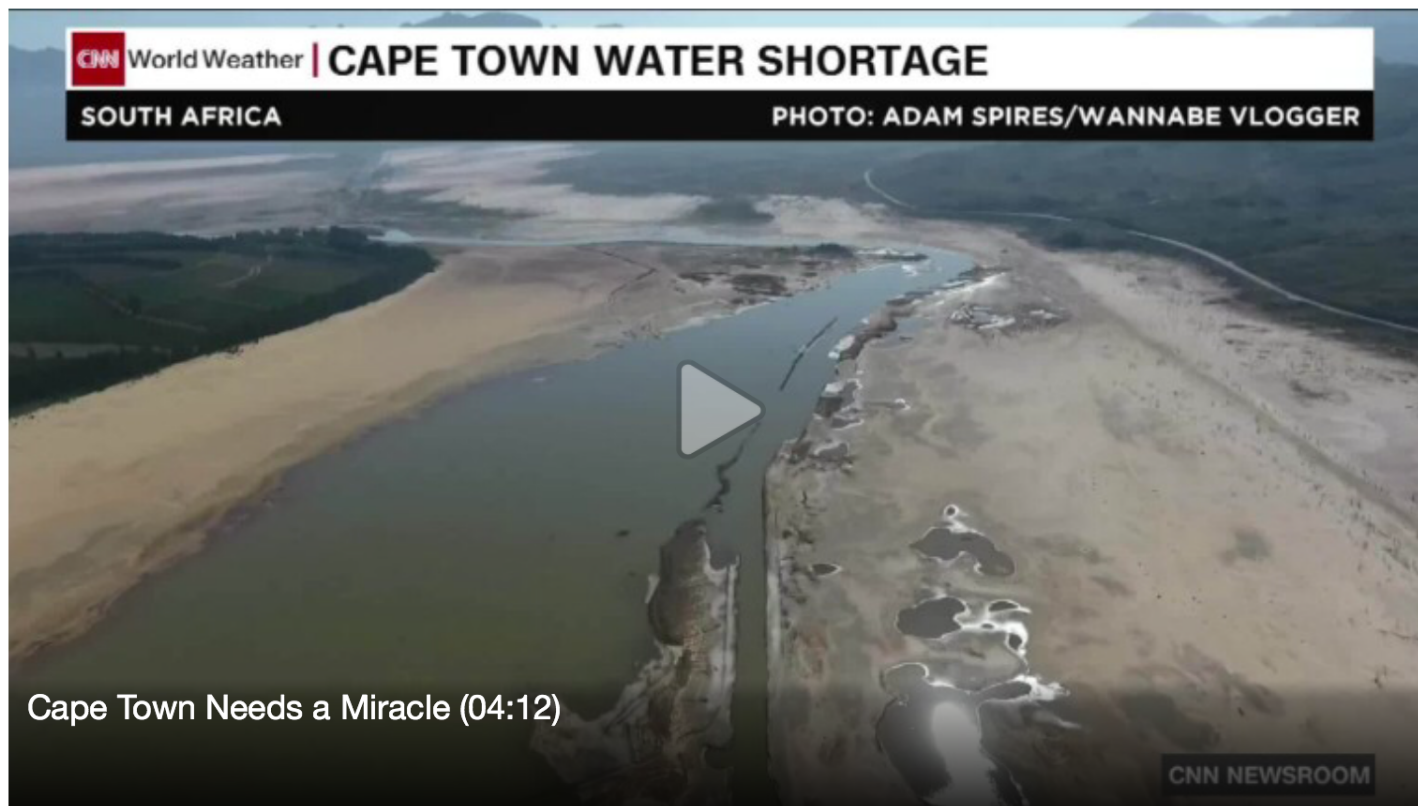 CNN World Weather | CAPE TOWN WATER SHORTAGE
SOUTH AFRICA PHOTO: ADAM SPIRES/WANNABE VLOGGER
Cape Town Needs a Miracle (04:12)
CNN NEWSROOM